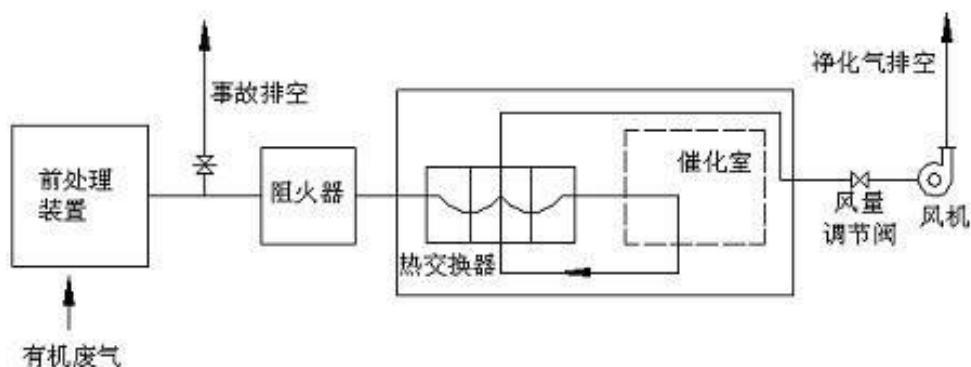 净化气排空
事故排空
前处理
装置
阻火器
催化室
热交换器
风量
调节阀
风机
有机废气